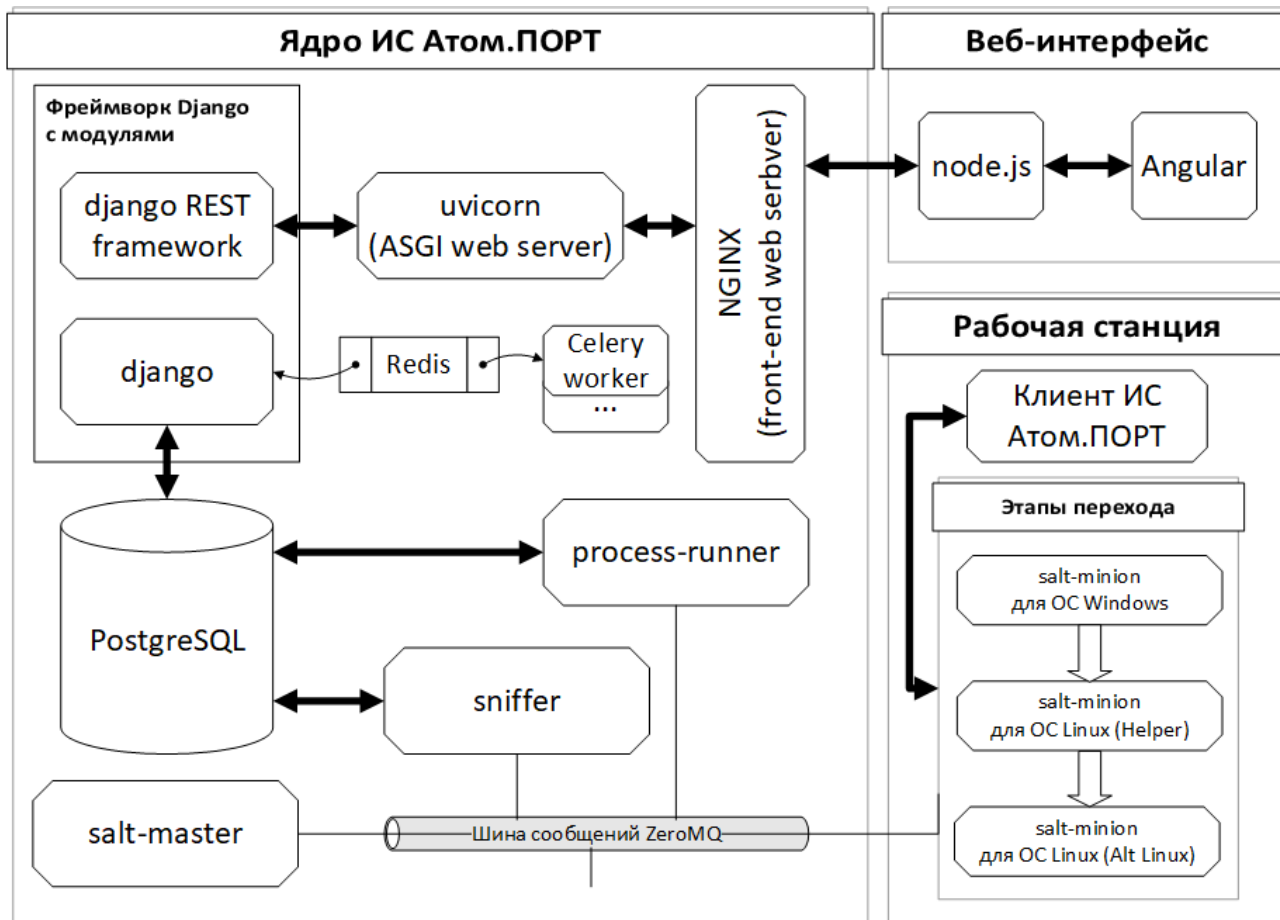 Ядро ИС Атом.ПОРТ
Фреймворк Django
с модулями
django REST
framework
uvicorn
(ASGI web server)
NGINX
(front-end web serbver)
django
Redis
Celery
worker
...
PostgreSQL
process-runner
sniffer
salt-master
Шина сообщений ZeroMQ
Веб-интерфейс
node.js
Angular
Рабочая станция
Клиент ИС
Атом.ПОРТ
Этапы перехода
salt-minion
для ОС Windows
salt-minion
для ОС Linux (Helper)
salt-minion
для ОС Linux (Alt Linux)